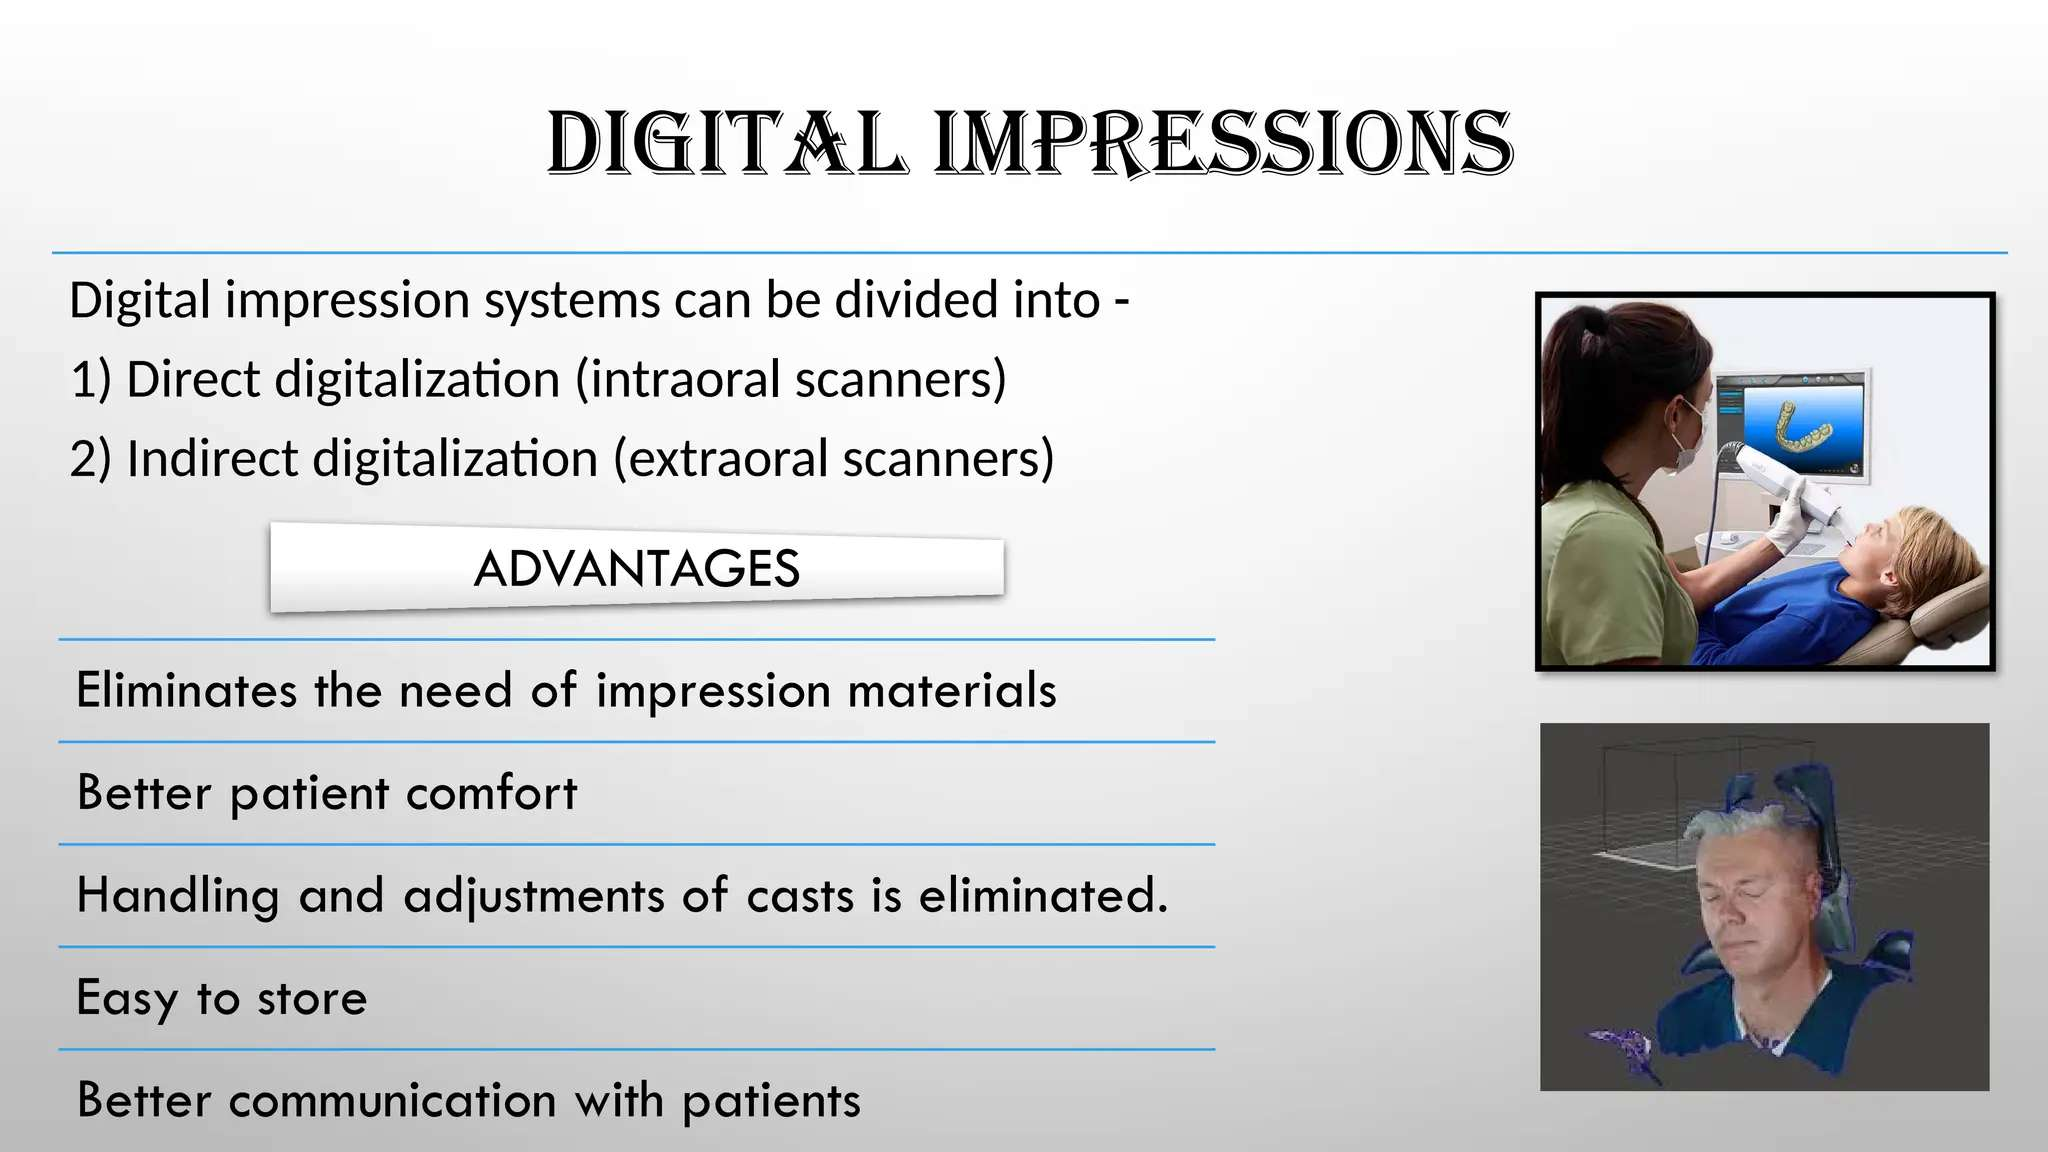 DIGITAL IMPRESSIONS
Digital impression systems can be divided into -
1) Direct digitalization (intraoral scanners)
2) Indirect digitalization (extraoral scanners)
ADVANTAGES
Eliminates the need of impression materials
Better patient comfort
Handling and adjustments of casts is eliminated.
Easy to store
Better communication with patients